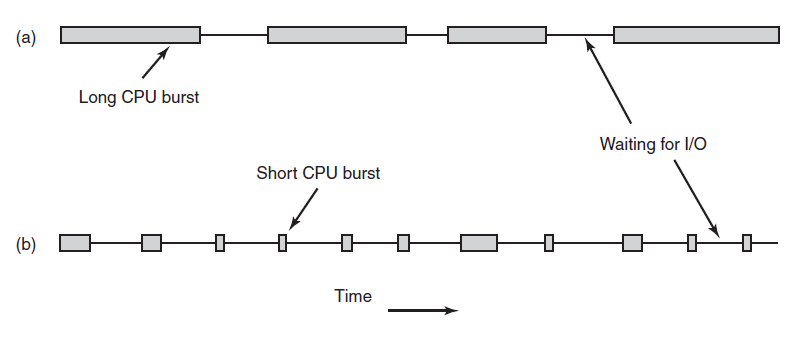 (a)
Long CPU burst
Waiting for I/O
Short CPU burst
(b)
Time